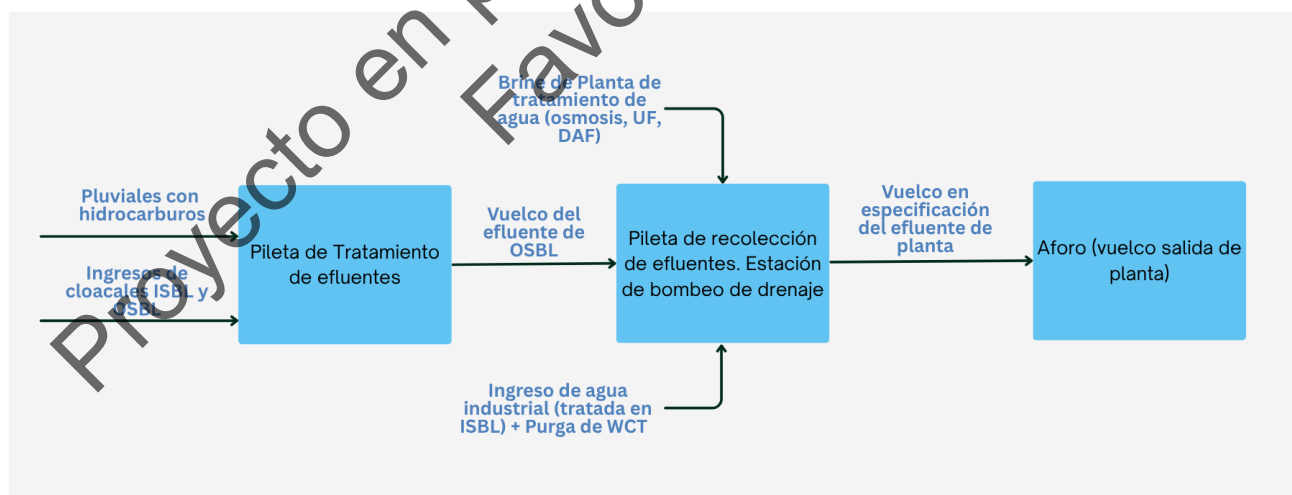 Proyecto en
Favo
Brine de Planta de
tratamiento de
agua (osmosis, UF,
DAF)
Pluviales con
hidrocarburos
Ingresos de
cloacales ISBL y
OSBL
Pileta de Tratamiento
de efluentes
Vuelco del
efluente de
OSBL
Pileta de recolección
de efluentes. Estación
de bombeo de drenaje
Vuelco en
especificación
del efluente de
planta
Aforo (vuelco salida de
planta)
Ingreso de agua
industrial (tratada en
ISBL) + Purga de WCT